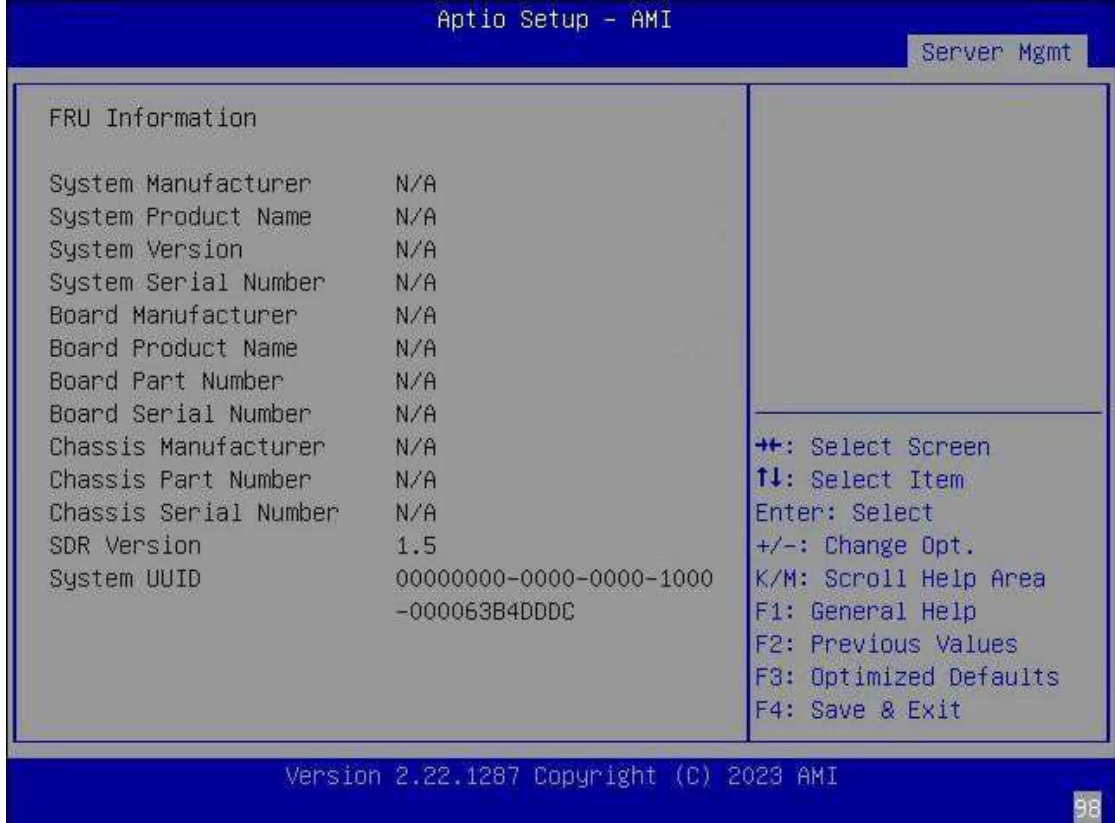 Aptio Setup - AMI
Server Mgmt
FRU Information
System Manufacturer N/A
System Product Name N/A
System Version N/A
System Serial Number N/A
Board Manufacturer N/A
Board Product Name N/A
Board Part Number N/A
Board Serial Number N/A
Chassis Manufacturer N/A
Chassis Part Number N/A
Chassis Serial Number N/A
SDR Version 1.5
System UUID 00000000-0000-0000-1000
-000063B4DDDC
→←: Select Screen
↑↓: Select Item
Enter: Select
+/-: Change Opt.
K/M: Scroll Help Area
F1: General Help
F2: Previous Values
F3: Optimized Defaults
F4: Save & Exit
Version 2.22.1287 Copyright (C) 2023 AMI
98